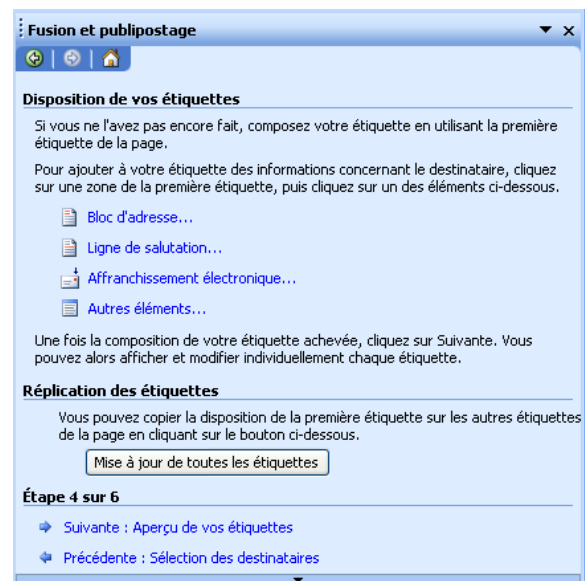 Fusion et publipostage
Disposition de vos étiquettes
Si vous ne l'avez pas encore fait, composez votre étiquette en utilisant la première
étiquette de la page.
Pour ajouter à votre étiquette des informations concernant le destinataire, cliquez
sur une zone de la première étiquette, puis cliquez sur un des éléments ci-dessous.
Bloc d'adresse...
Ligne de salutation...
Affranchissement électronique...
Autres éléments...
Une fois la composition de votre étiquette achevée, cliquez sur Suivante. Vous
pouvez alors afficher et modifier individuellement chaque étiquette.
Réplication des étiquettes
Vous pouvez copier la disposition de la première étiquette sur les autres étiquettes
de la page en cliquant sur le bouton ci-dessous.
Mise à jour de toutes les étiquettes
Étape 4 sur 6
Suivante : Aperçu de vos étiquettes
Précédente : Sélection des destinataires